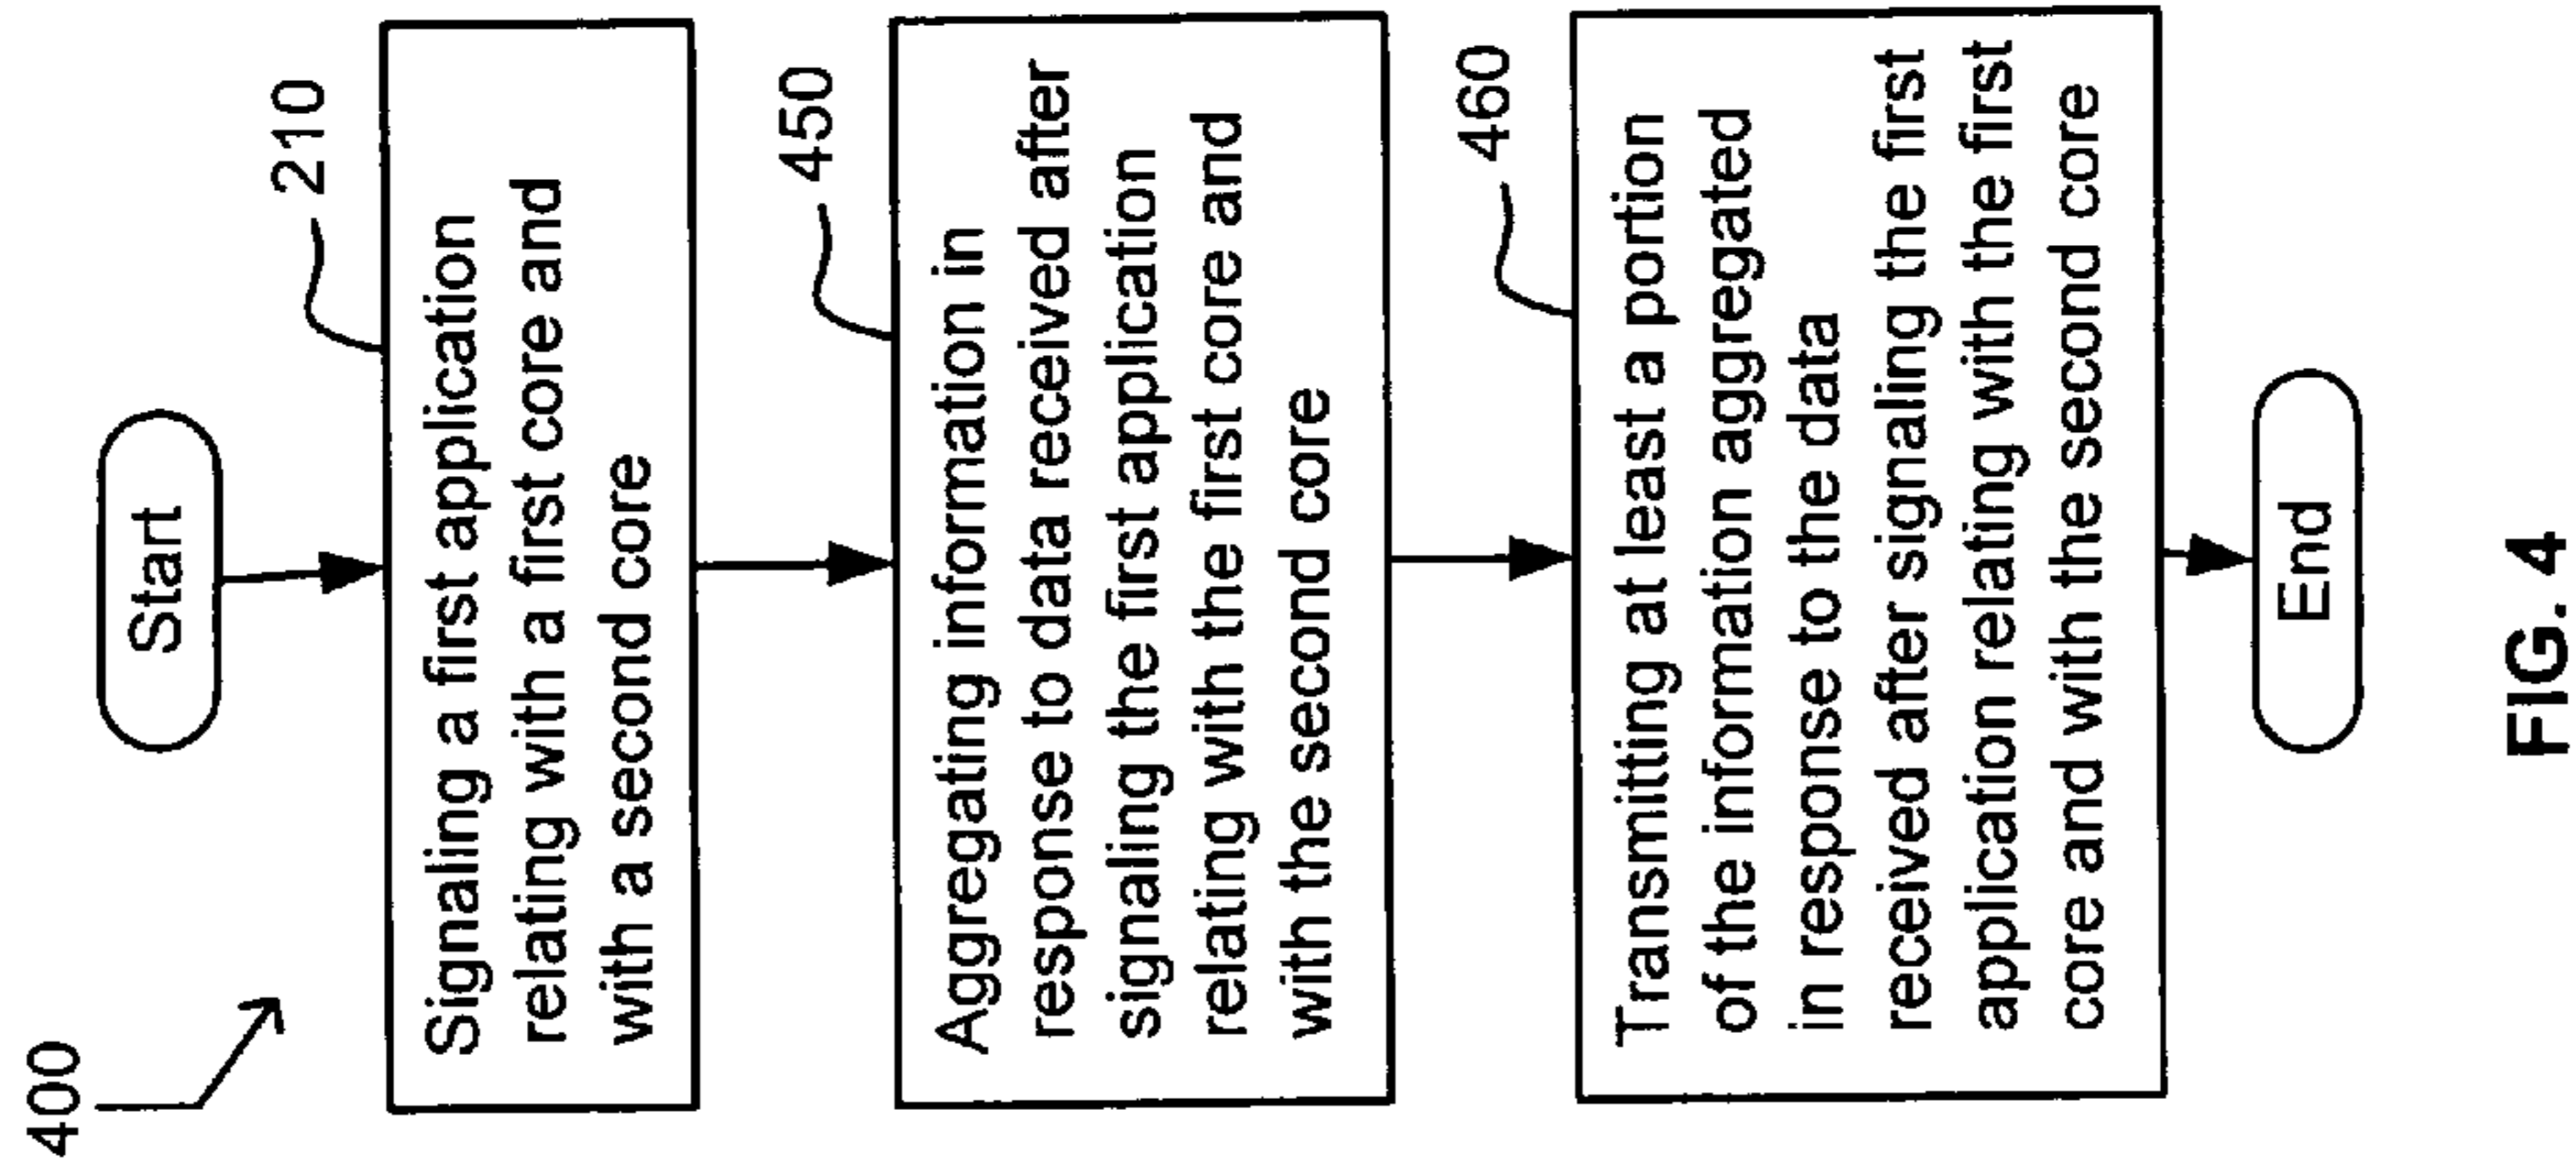 400
Start
210
Signaling a first application
relating with a first core and
with a second core
450
Aggregating information in
response to data received after
signaling the first application
relating with the first core and
with the second core
460
Transmitting at least a portion
of the information aggregated
in response to the data
received after signaling the first
application relating with the first
core and with the second core
End
FIG. 4